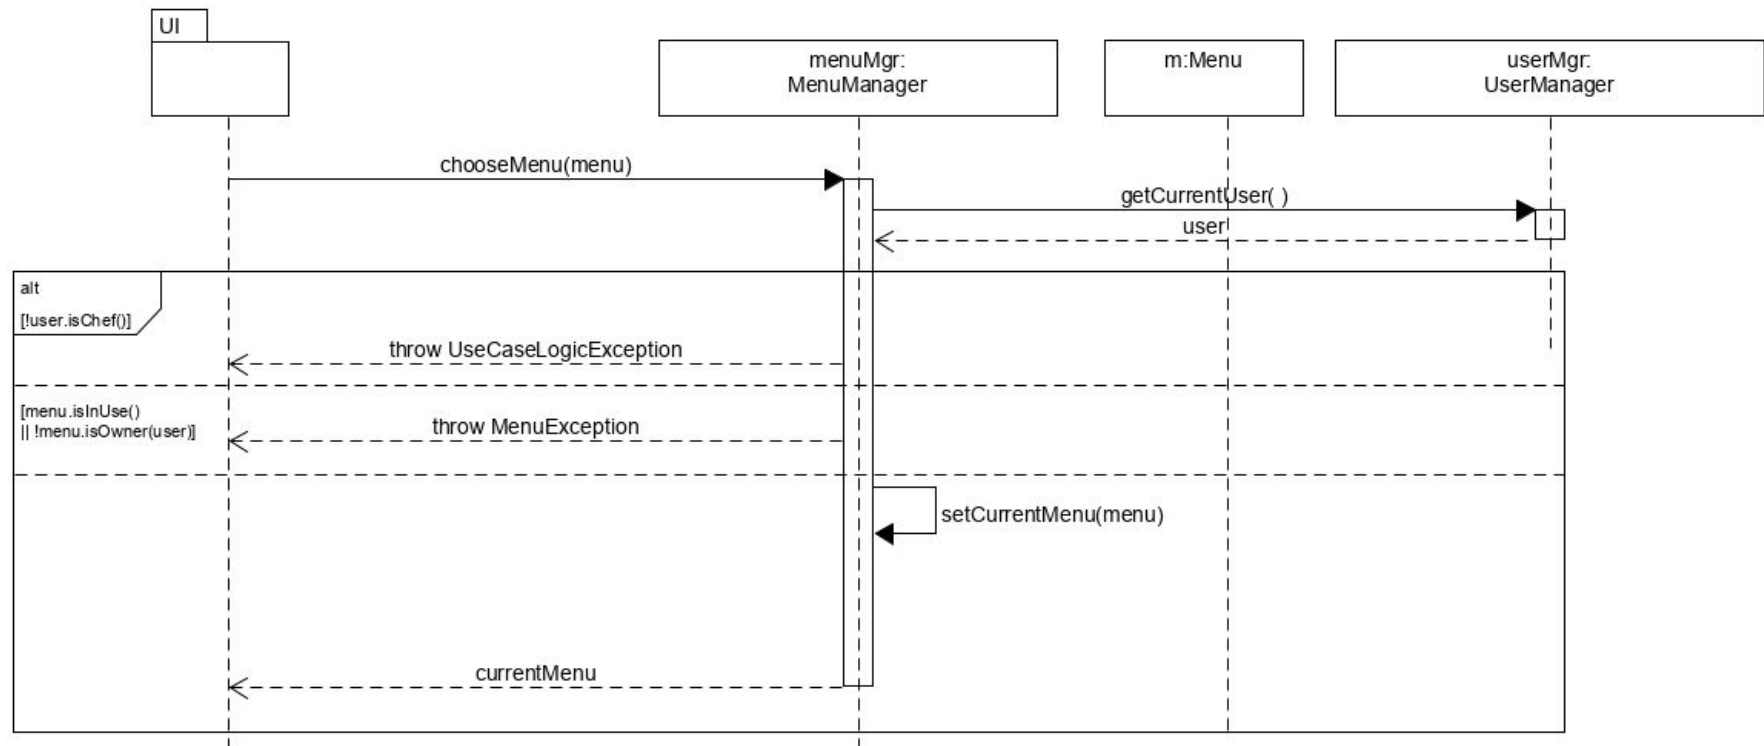 UI
menuMgr:
MenuManager
m:Menu
userMgr:
UserManager
chooseMenu(menu)
getCurrentUser( )
user
alt
[!user.isChef()]
throw UseCaseLogicException
[menu.isInUse()
|| !menu.isOwner(user)]
throw MenuException
setCurrentMenu(menu)
currentMenu